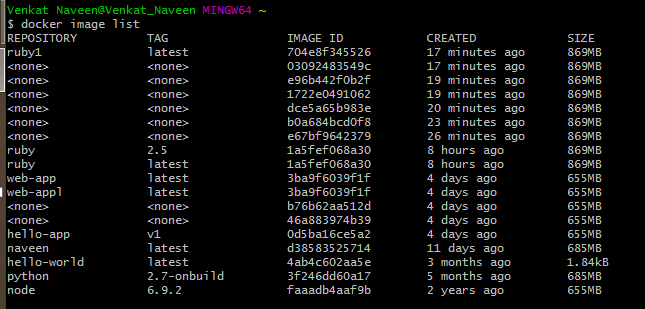 Venkat Naveen@Venkat_Naveen MINGW64 ~
$ docker image list
REPOSITORY TAG IMAGE ID CREATED SIZE
ruby1 latest 704e8f345526 17 minutes ago 869MB
<none> <none> 03092483549c 17 minutes ago 869MB
<none> <none> e96b442f0b2f 19 minutes ago 869MB
<none> <none> 1722e0491062 19 minutes ago 869MB
<none> <none> dce5a65b983e 20 minutes ago 869MB
<none> <none> b0a684bcd0f8 23 minutes ago 869MB
<none> <none> e67bf9642379 26 minutes ago 869MB
ruby 2.5 1a5fef068a30 8 hours ago 869MB
ruby latest 1a5fef068a30 8 hours ago 869MB
web-app latest 3ba9f6039f1f 4 days ago 655MB
web-appl latest 3ba9f6039f1f 4 days ago 655MB
<none> <none> b76b62aa512d 4 days ago 655MB
<none> <none> 46a883974b39 4 days ago 655MB
hello-app v1 0d5ba16ce5a2 4 days ago 655MB
naveen latest d38583525714 11 days ago 685MB
hello-world latest 4ab4c602aa5e 3 months ago 1.84kB
python 2.7-onbuild 3f246dd60a17 5 months ago 685MB
node 6.9.2 faaadb4aaf9b 2 years ago 655MB